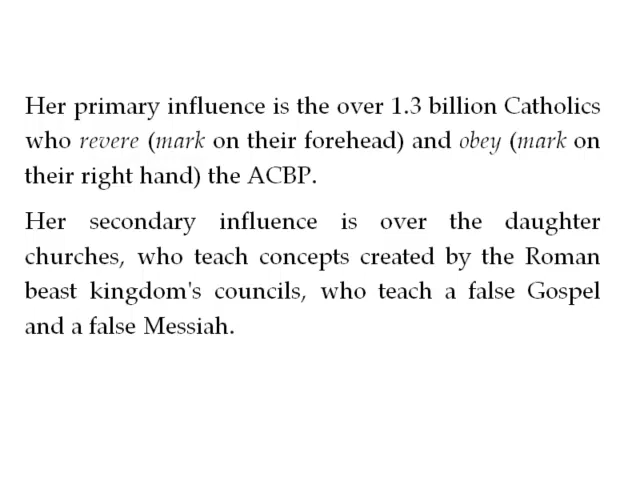 Her primary influence is the over 1.3 billion Catholics
who revere (mark on their forehead) and obey (mark on
their right hand) the ACBP.
Her secondary influence is over the daughter
churches, who teach concepts created by the Roman
beast kingdom's councils, who teach a false Gospel
and a false Messiah.